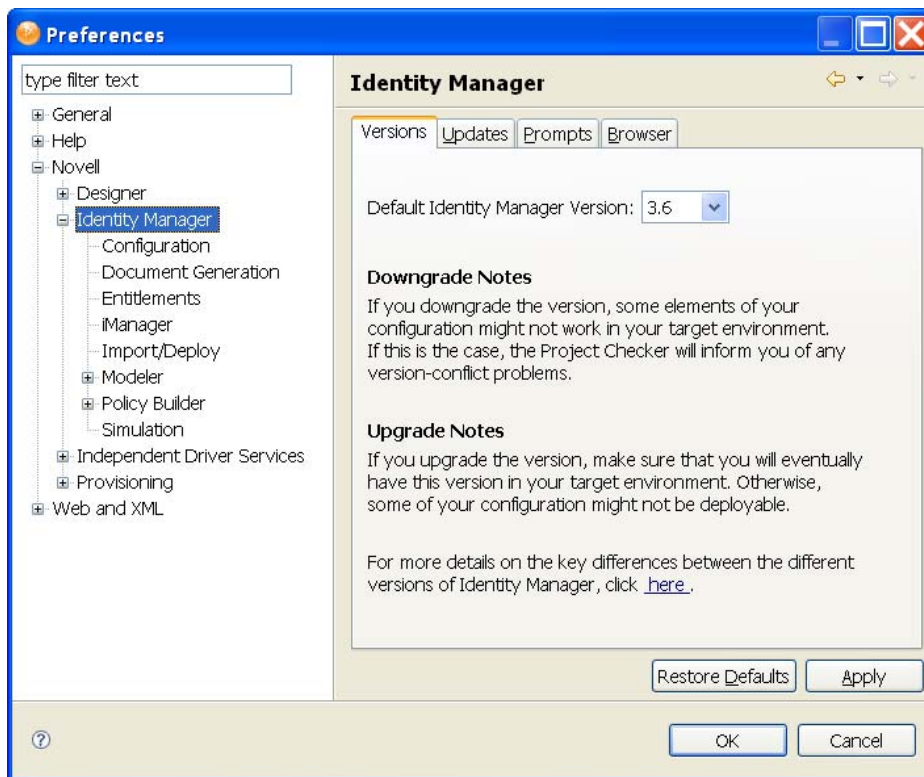 Preferences
type filter text
General
Help
Novell
Designer
Identity Manager
Configuration
Document Generation
Entitlements
iManager
Import/Deploy
Modeler
Policy Builder
Simulation
Independent Driver Services
Provisioning
Web and XML
Identity Manager
Versions Updates Prompts Browser
Default Identity Manager Version: 3.6
Downgrade Notes
If you downgrade the version, some elements of your
configuration might not work in your target environment.
If this is the case, the Project Checker will inform you of any
version-conflict problems.
Upgrade Notes
If you upgrade the version, make sure that you will eventually
have this version in your target environment. Otherwise,
some of your configuration might not be deployable.
For more details on the key differences between the different
versions of Identity Manager, click here .
Restore Defaults Apply
? OK Cancel